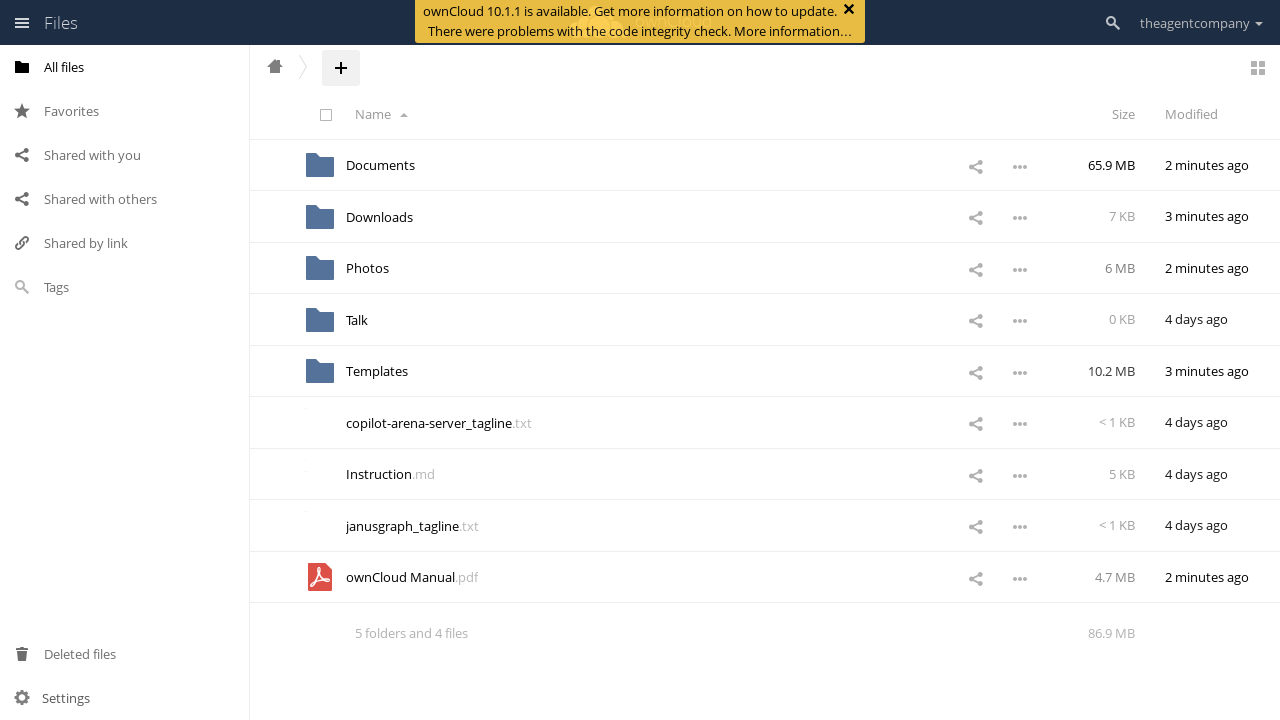 Files
ownCloud 10.1.1 is available. Get more information on how to update.
There were problems with the code integrity check. More information…
theagentcompany
All files
Favorites
Shared with you
Shared with others
Shared by link
Tags
Deleted files
Settings
Name Size Modified
Documents 65.9 MB 2 minutes ago
Downloads 7 KB 3 minutes ago
Photos 6 MB 2 minutes ago
Talk 0 KB 4 days ago
Templates 10.2 MB 3 minutes ago
copilot-arena-server_tagline.txt < 1 KB 4 days ago
Instruction.md 5 KB 4 days ago
janusgraph_tagline.txt < 1 KB 4 days ago
ownCloud Manual.pdf 4.7 MB 2 minutes ago
5 folders and 4 files 86.9 MB